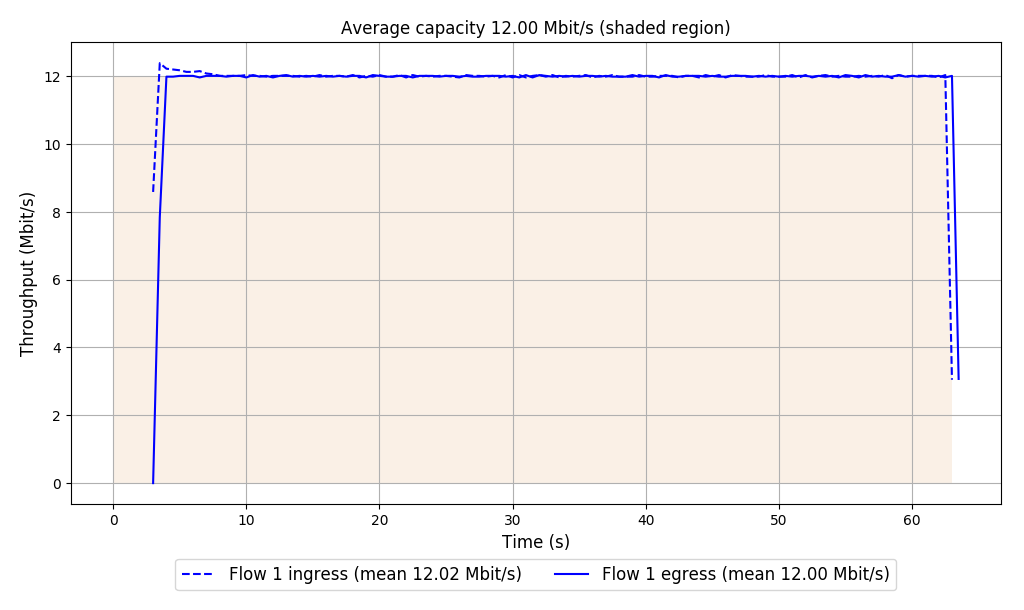 Average capacity 12.00 Mbit/s (shaded region)
Throughput (Mbit/s)
12
10
8
6
4
2
0
0 10 20 30 40 50 60
Time (s)
Flow 1 ingress (mean 12.02 Mbit/s) Flow 1 egress (mean 12.00 Mbit/s)